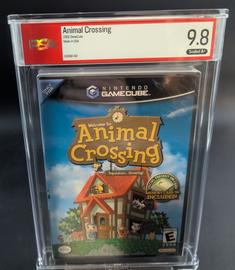 Animal Crossing
2002 GameCube
Made in USA
9.8
Sealed A+
NINTENDO
GAMECUBE
Welcome to
Animal
Crossing
INCLUDED!
E